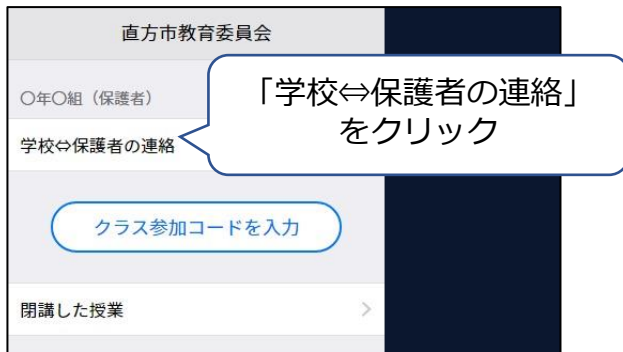 直方市教育委員会
〇年〇組（保護者）
学校⇔保護者の連絡
「学校⇔保護者の連絡」
をクリック
クラス参加コードを入力
閉講した授業